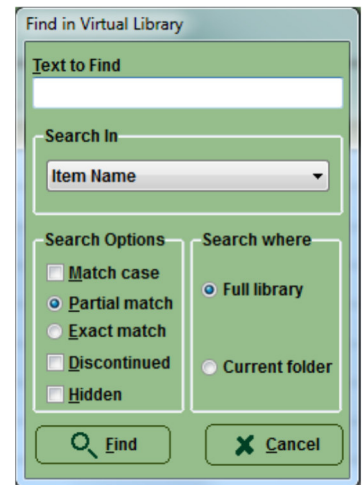 Find in Virtual Library
Text to Find
Search In
Item Name
Search Options
Match case
Partial match
Exact match
Discontinued
Hidden
Search where
Full library
Current folder
Find
Cancel